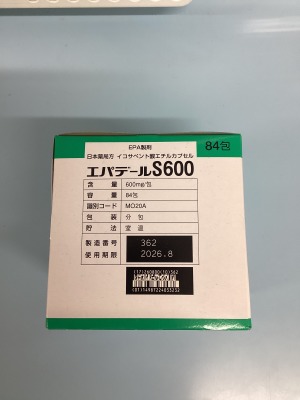 EPA製剤
84包
日本薬局方 イコサペント酸エチルカプセル
エパデールS600
含 量 600mg/包
容 量 84包
識別コード MO20A
包 装 分 包
貯 法 室 温
製造番号 362
使用期限 2026.8